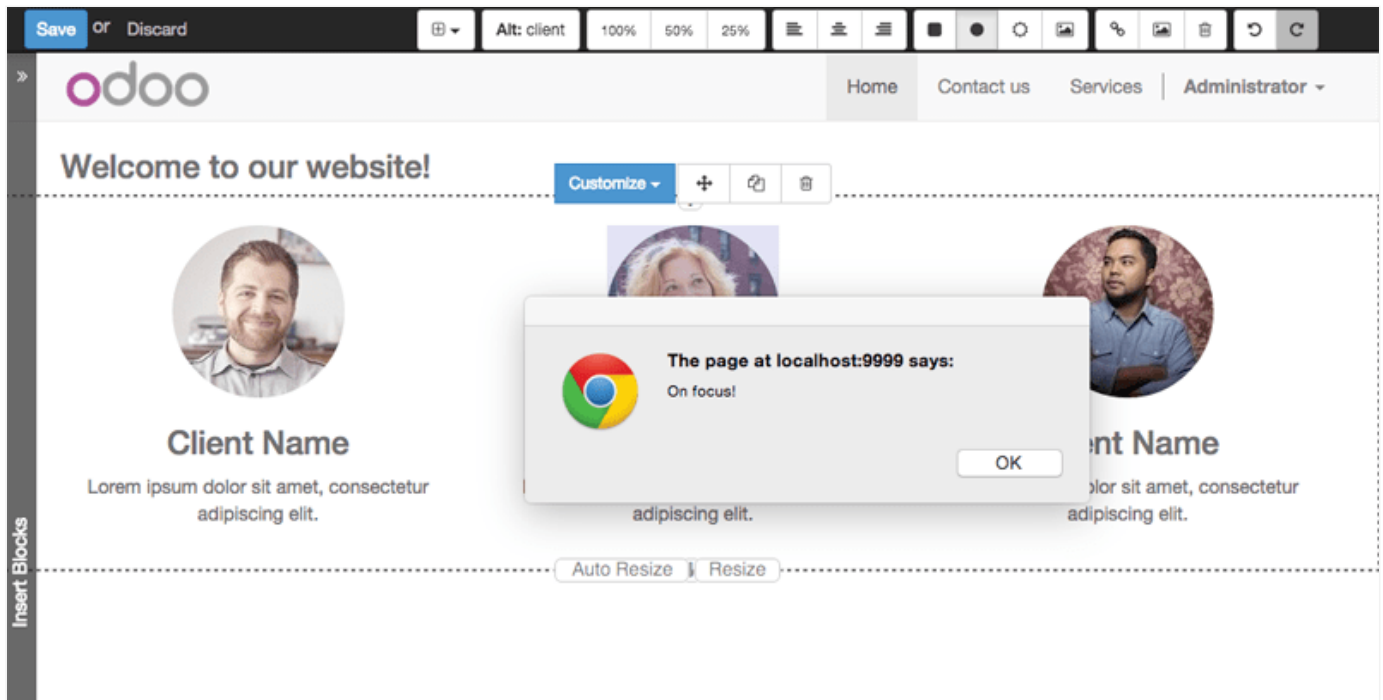 Save or Discard Alt: client 100% 50% 25%
odoo Home Contact us Services Administrator
Welcome to our website!
Customize
The page at localhost:9999 says:
On focus!
OK
Client Name nt Name
Lorem ipsum dolor sit amet, consectetur olor sit amet, consectetur
adipiscing elit. adipiscing elit. adipiscing elit.
Auto Resize Resize
Insert Blocks